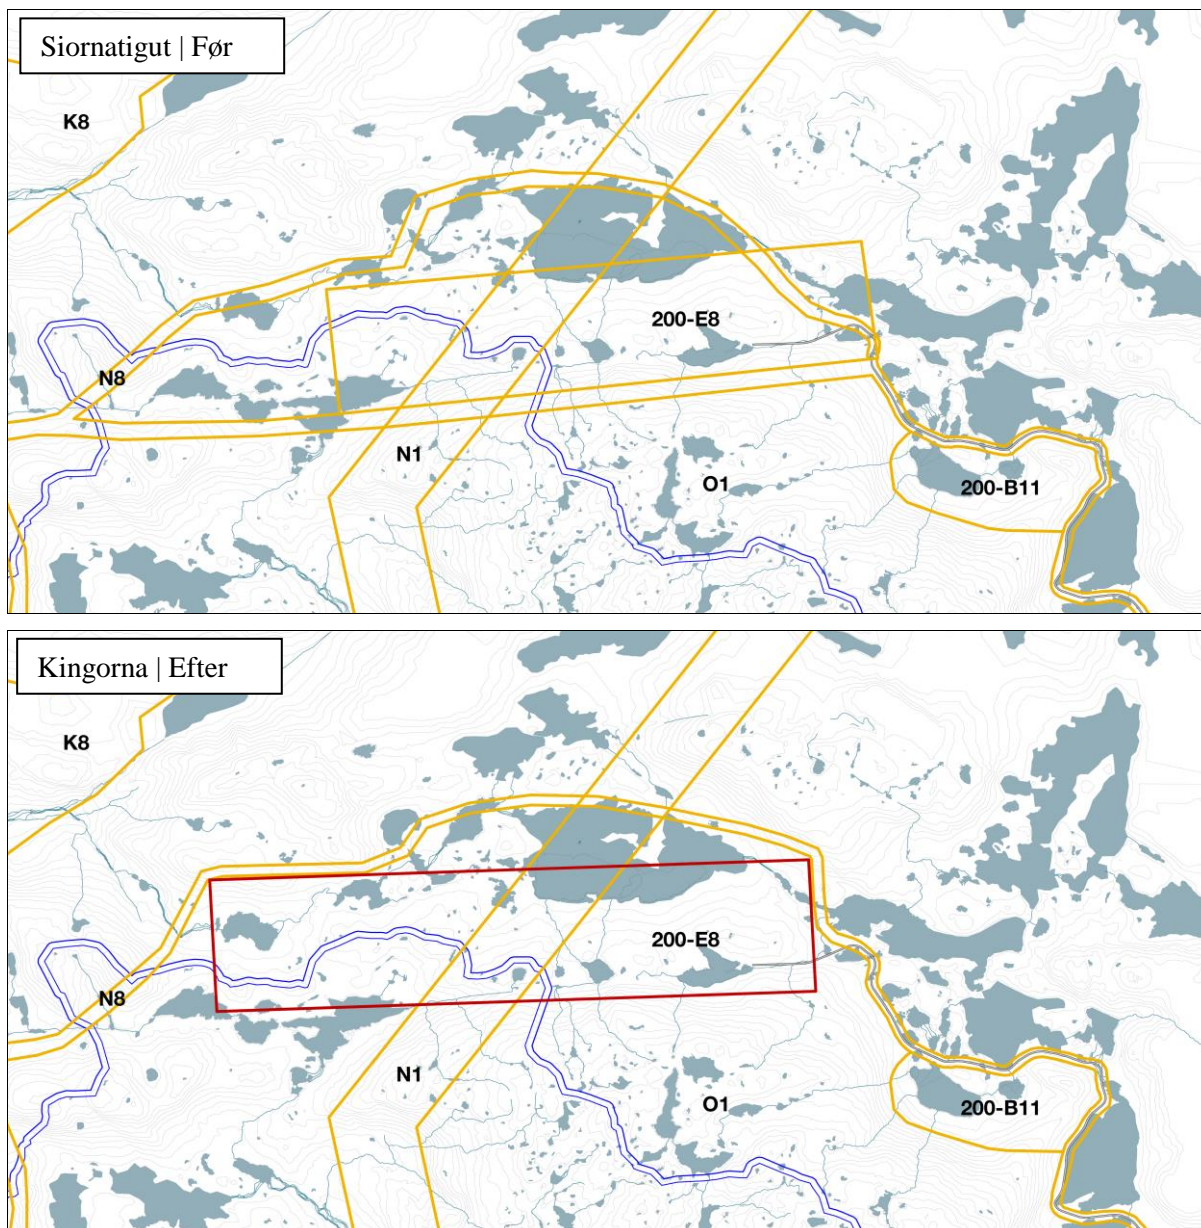 Siornatigut | Før
K8
200-E8
N8
N1
O1
200-B11
Kingorna | Efter
K8
200-E8
N8
N1
O1
200-B11